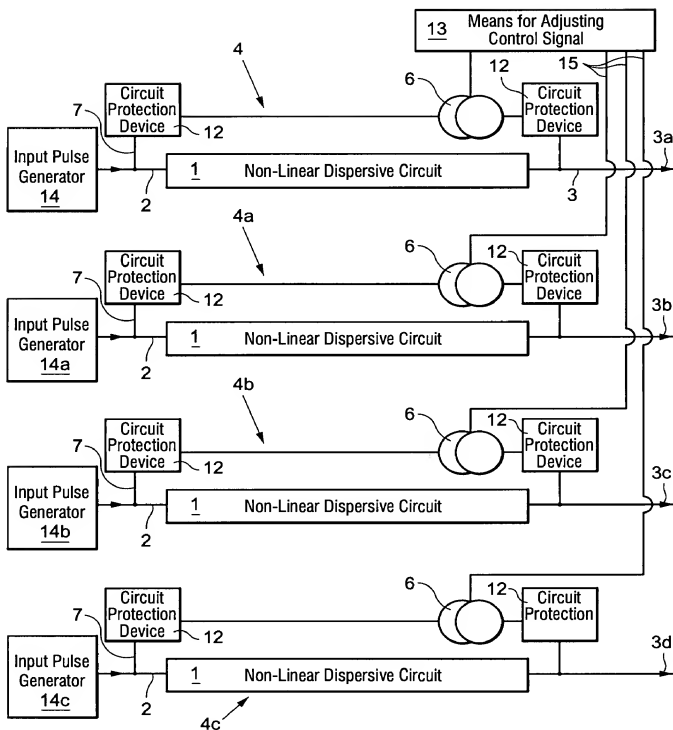 13 Means for Adjusting
Control Signal
4
15
12
6
Circuit
Protection
Device
12
Circuit
Protection
Device
7
3a
Input Pulse
Generator
14
1 Non-Linear Dispersive Circuit
2
3
4a
6
12
Circuit
Protection
Device
12
Circuit
Protection
Device
7
3b
Input Pulse
Generator
14a
1 Non-Linear Dispersive Circuit
2
4b
6
12
Circuit
Protection
Device
12
Circuit
Protection
Device
7
3c
Input Pulse
Generator
14b
1 Non-Linear Dispersive Circuit
2
6
12
Circuit
Protection
Device
12
Circuit
Protection
7
3d
Input Pulse
Generator
14c
1 Non-Linear Dispersive Circuit
2
4c